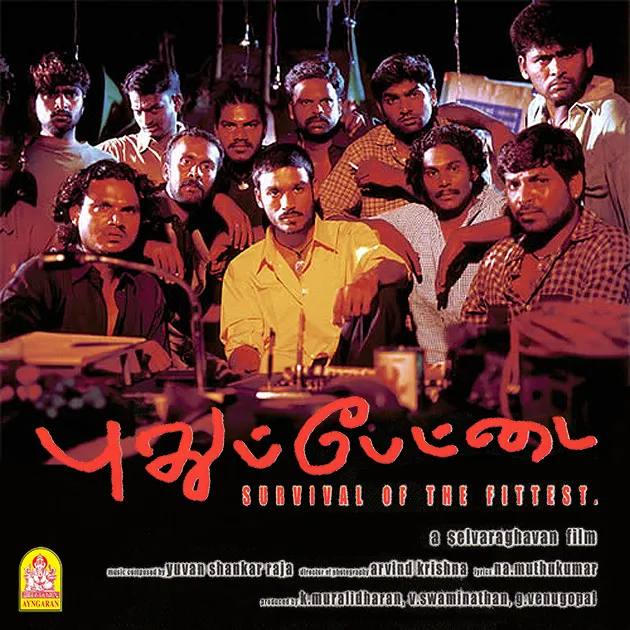 புதுப்பேட்டை
SURVIVAL OF THE FITTEST.
a selvaraghavan film
music composed by yuvan shankar raja director of photography arvind krishna lyrics na.muthukumar
produced by k.muralidharan, v.swaminathan, g.venugopal
AYNGARAN